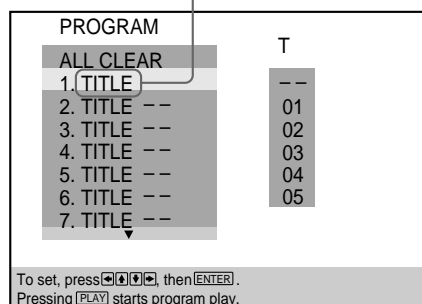 PROGRAM
T
ALL CLEAR
1. TITLE
– –
2. TITLE – –
01
3. TITLE – –
02
4. TITLE – –
03
5. TITLE – –
04
6. TITLE – –
05
7. TITLE – –
To set, press, then ENTER.
Pressing PLAY starts program play.